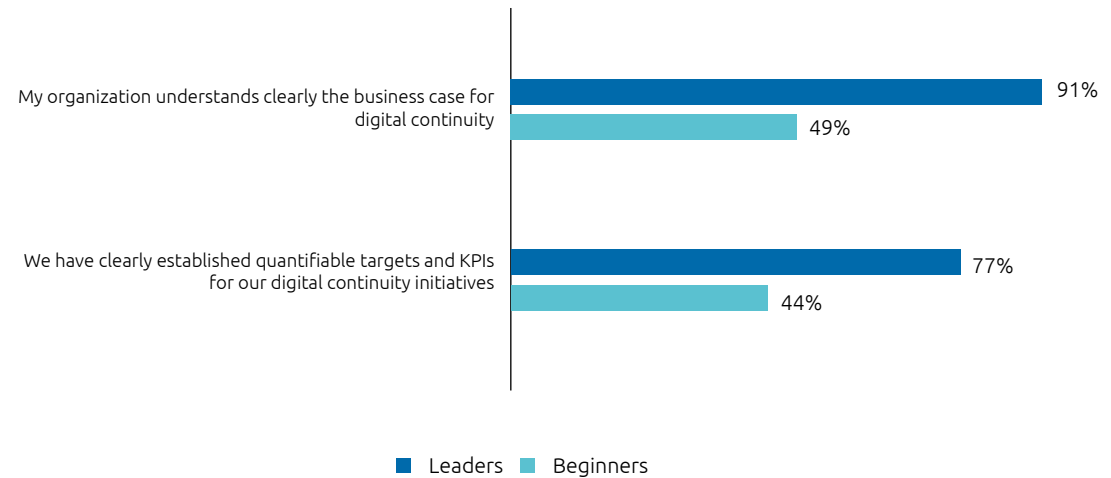 My organization understands clearly the business case for
digital continuity
91%
49%
We have clearly established quantifiable targets and KPIs
for our digital continuity initiatives
77%
44%
Leaders
Beginners